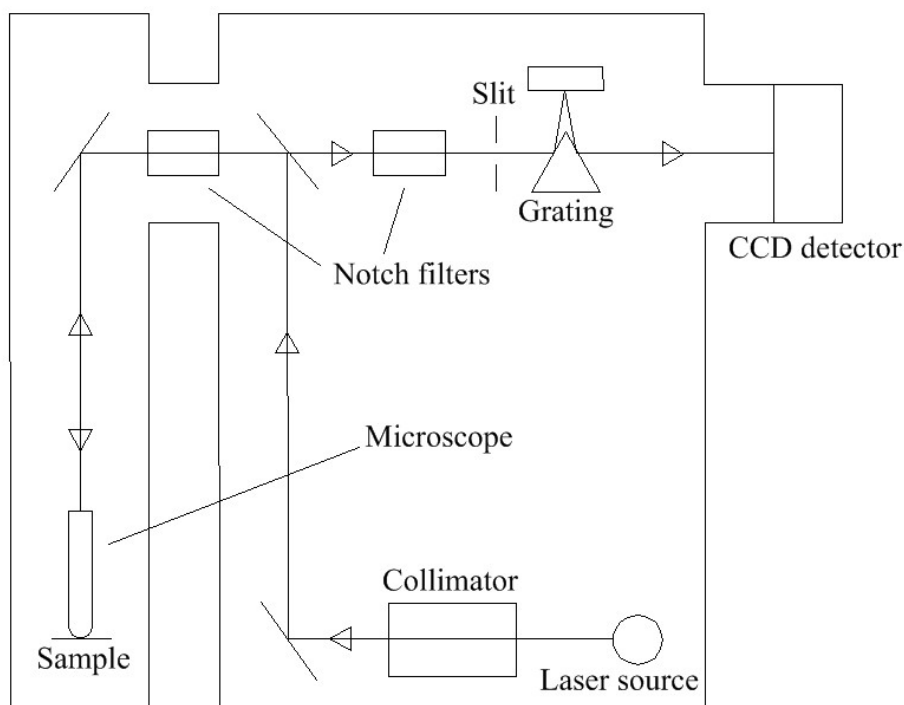 Slit
Grating
CCD detector
Notch filters
Microscope
Collimator
Sample
Laser source